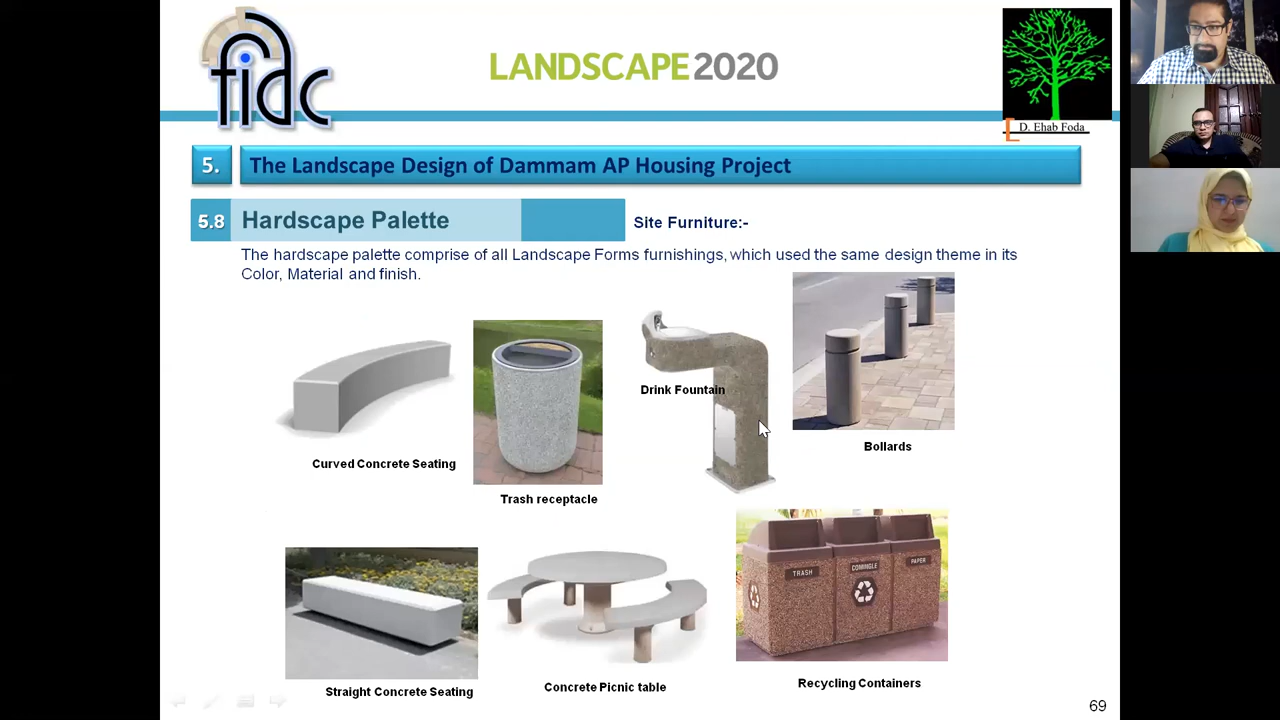 fidc
LANDSCAPE2020
D. Ehab Foda
5. The Landscape Design of Dammam AP Housing Project
5.8 Hardscape Palette Site Furniture:-
The hardscape palette comprise of all Landscape Forms furnishings, which used the same design theme in its
Color, Material and finish.
Drink Fountain
Bollards
Curved Concrete Seating
Trash receptacle
TRASH COMINGLE PAPER
Straight Concrete Seating
Concrete Picnic table
Recycling Containers
69